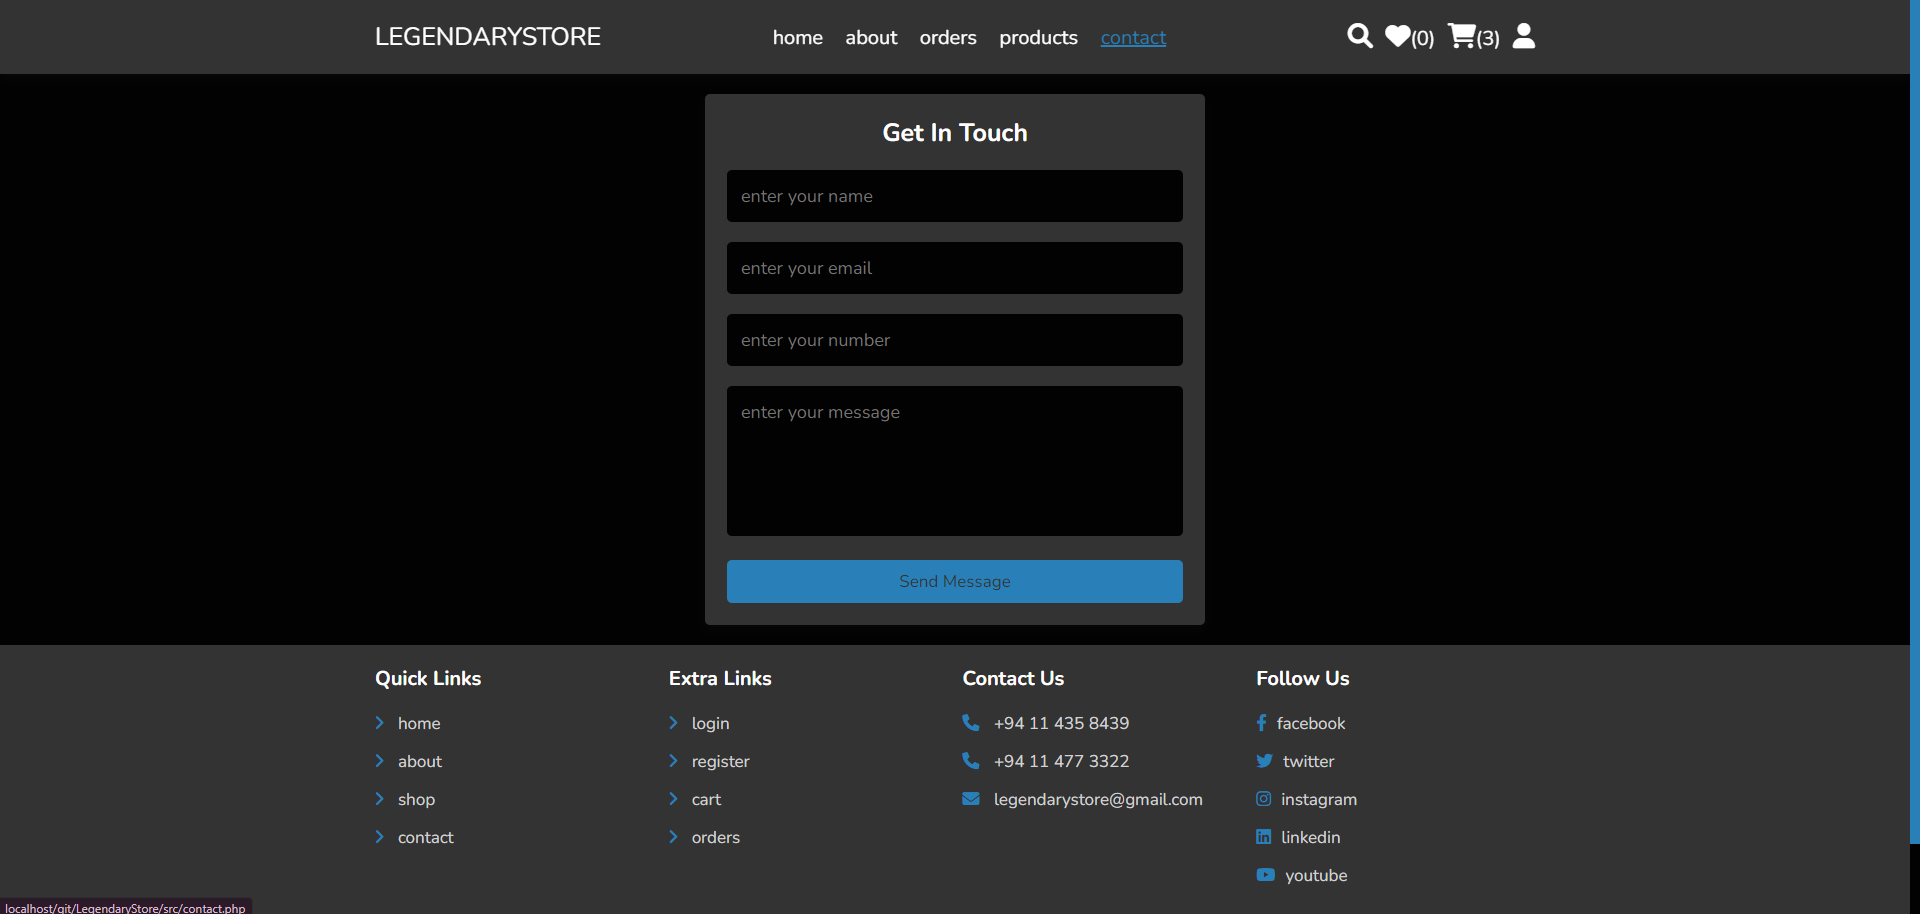 LEGENDARYSTORE
home about orders products contact
(0) (3)
Get In Touch
enter your name
enter your email
enter your number
enter your message
Send Message
Quick Links
home
about
shop
contact
Extra Links
login
register
cart
orders
Contact Us
+94 11 435 8439
+94 11 477 3322
legendarystore@gmail.com
Follow Us
facebook
twitter
instagram
linkedin
youtube
localhost/git/LegendaryStore/src/contact.php